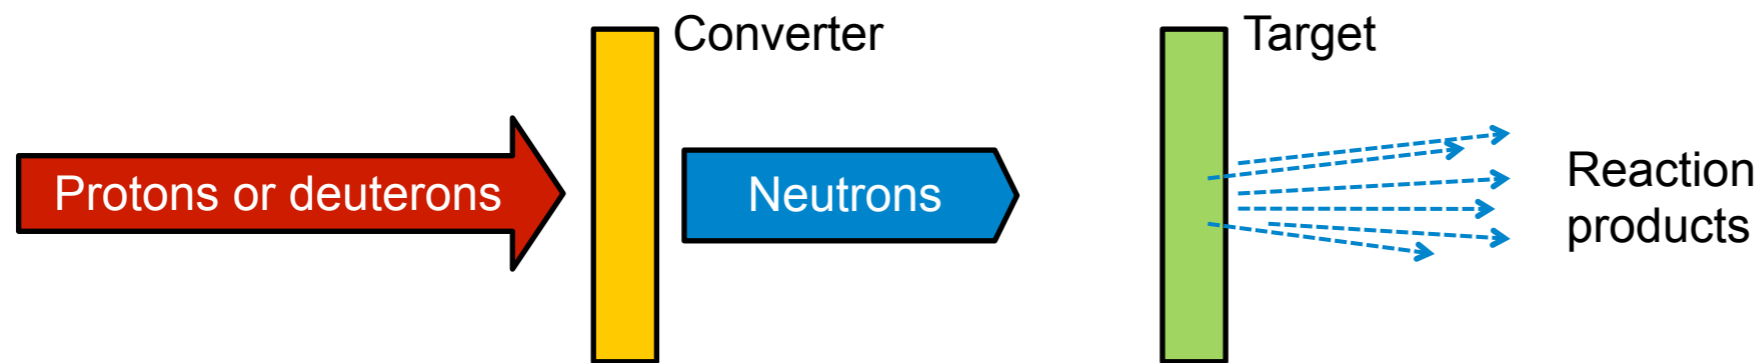 Converter
Target
Protons or deuterons
Neutrons
Reaction
products